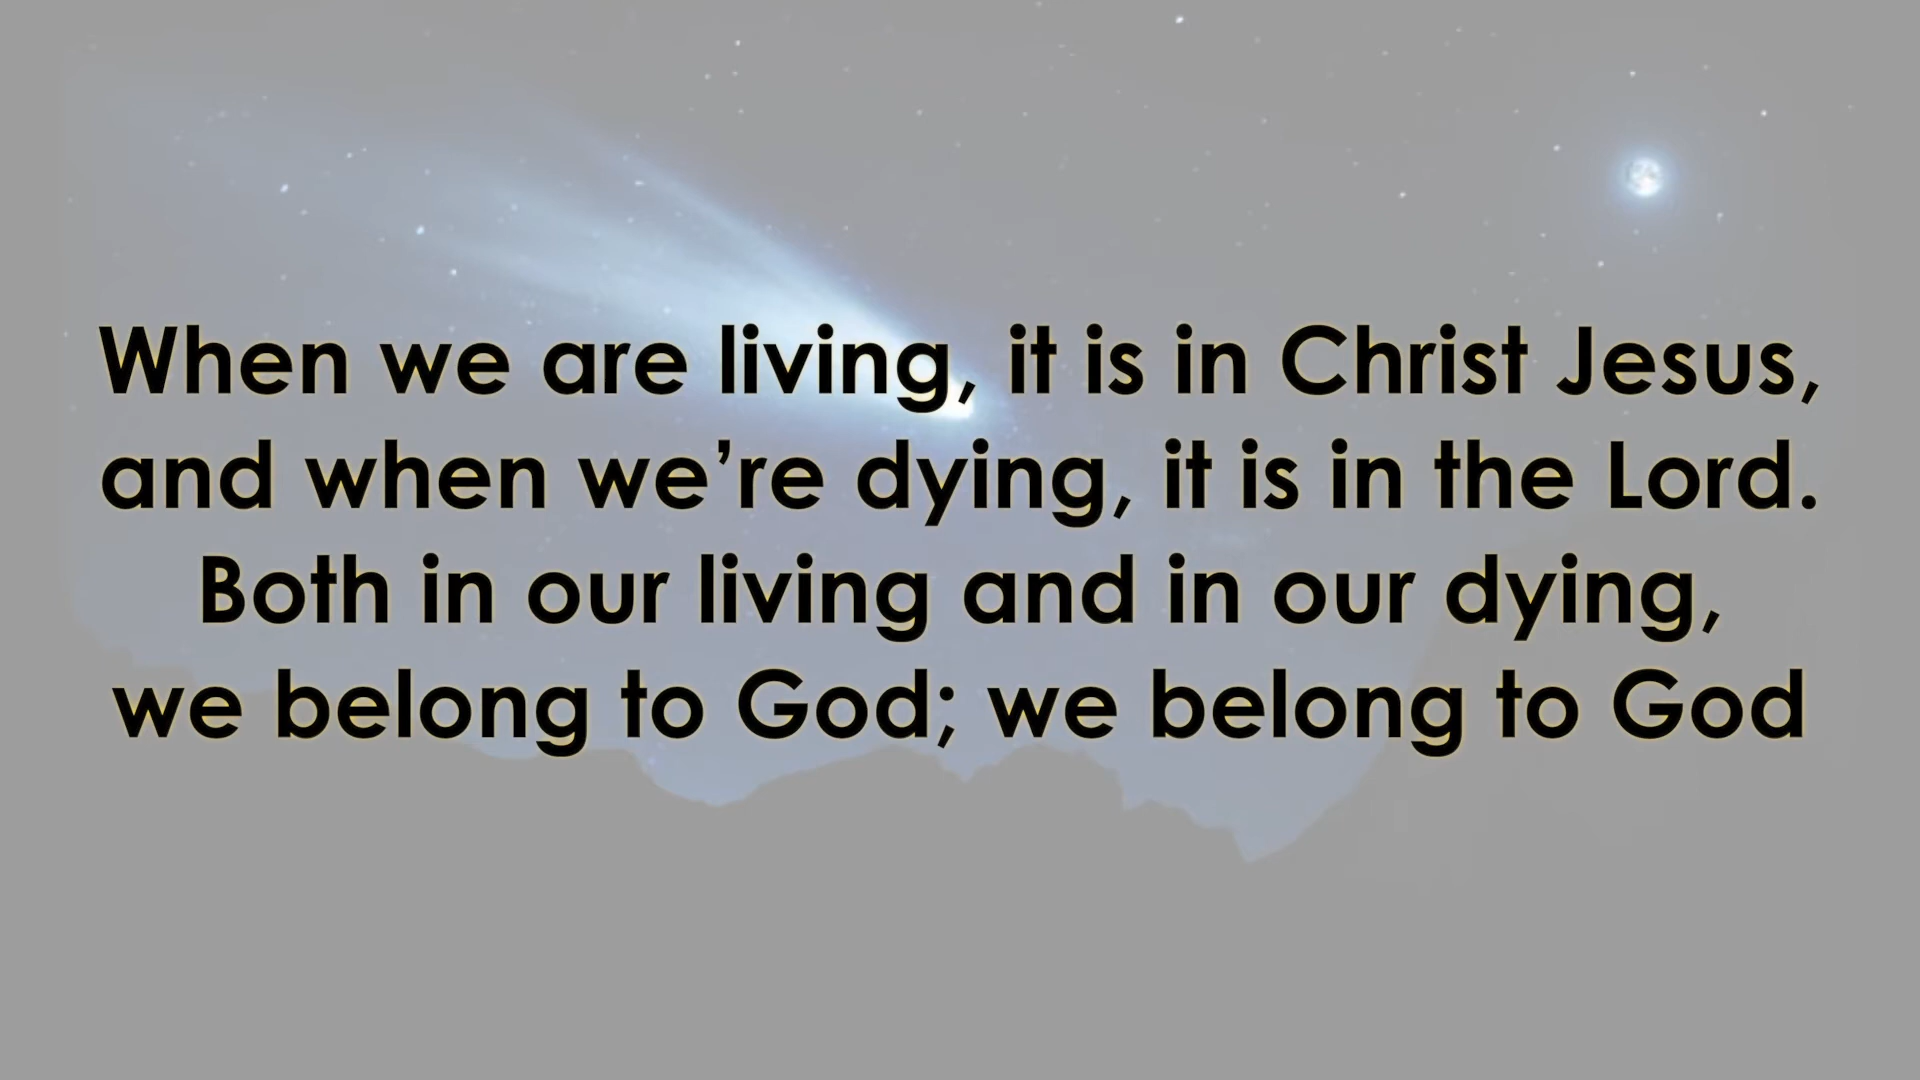 When we are living, it is in Christ Jesus,
and when we’re dying, it is in the Lord.
Both in our living and in our dying,
we belong to God; we belong to God